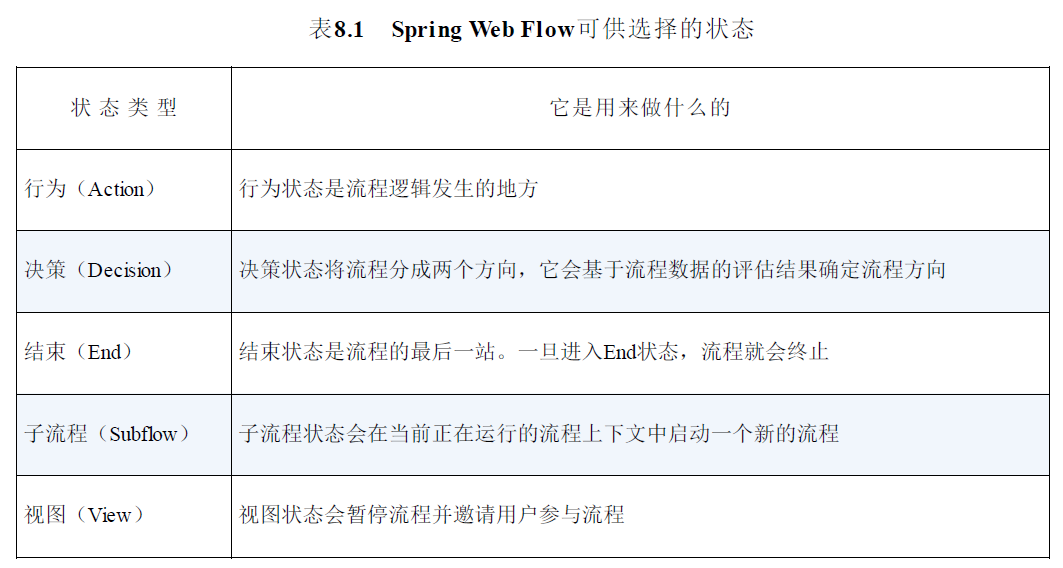 表8.1 Spring Web Flow可供选择的状态
状态类型 它是用来做什么的
行为（Action） 行为状态是流程逻辑发生的地方
决策（Decision） 决策状态将流程分成两个方向，它会基于流程数据的评估结果确定流程方向
结束（End） 结束状态是流程的最后一站。一旦进入End状态，流程就会终止
子流程（Subflow） 子流程状态会在当前正在运行的流程上下文中启动一个新的流程
视图（View） 视图状态会暂停流程并邀请用户参与流程